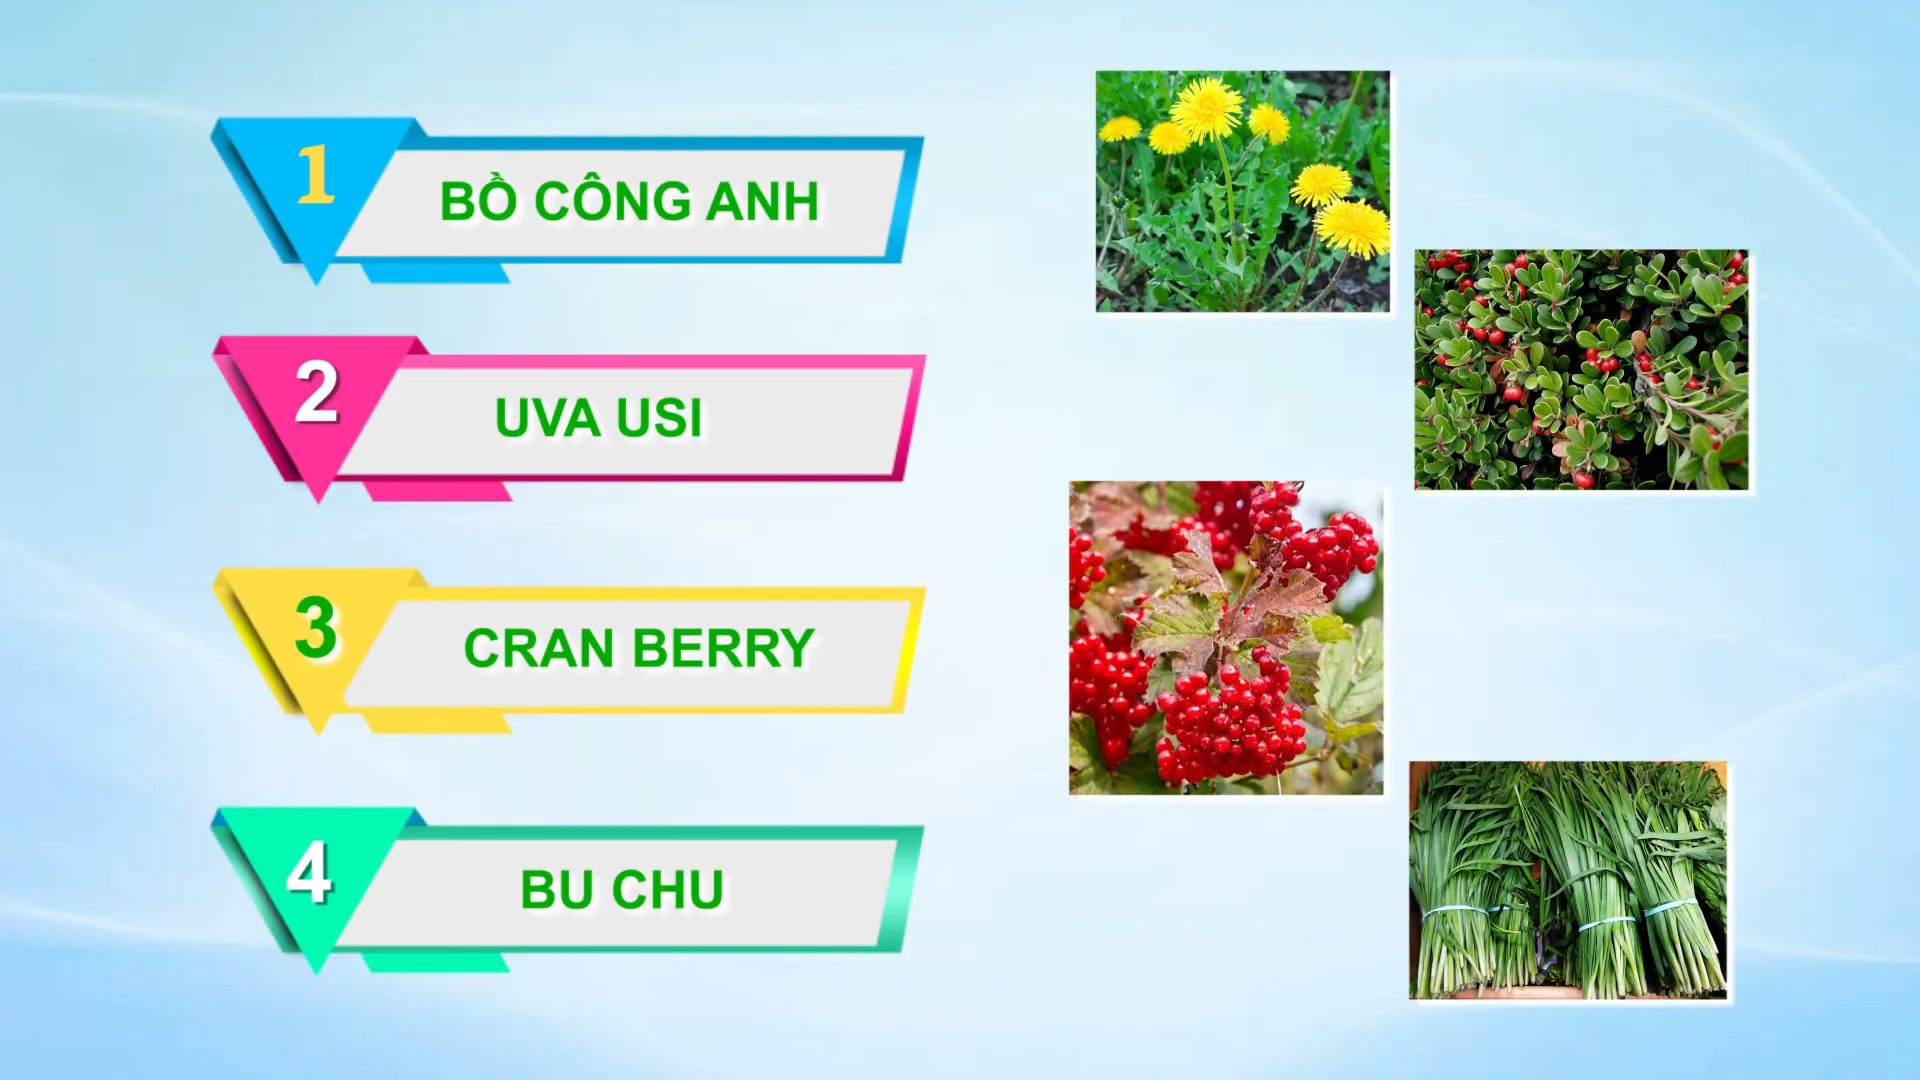 1
BỒ CÔNG ANH
2
UVA USI
3
CRAN BERRY
4
BU CHU